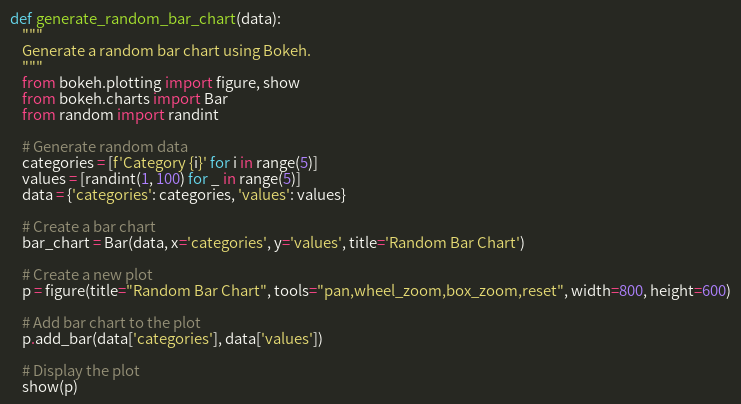 def generate_random_bar_chart(data):
    """
    Generate a random bar chart using Bokeh.
    """
    from bokeh.plotting import figure, show
    from bokeh.charts import Bar
    from random import randint

    # Generate random data
    categories = [f'Category {i}' for i in range(5)]
    values = [randint(1, 100) for _ in range(5)]
    data = {'categories': categories, 'values': values}

    # Create a bar chart
    bar_chart = Bar(data, x='categories', y='values', title='Random Bar Chart')

    # Create a new plot
    p = figure(title="Random Bar Chart", tools="pan,wheel_zoom,box_zoom,reset", width=800, height=600)

    # Add bar chart to the plot
    p.add_bar(data['categories'], data['values'])

    # Display the plot
    show(p)